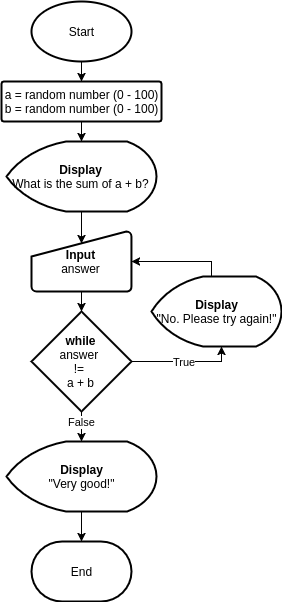 Start
a = random number (0 - 100)
b = random number (0 - 100)
Display
What is the sum of a + b?
Input
answer
Display
"No. Please try again!"
while
answer
!=
a + b
True
False
Display
"Very good!"
End